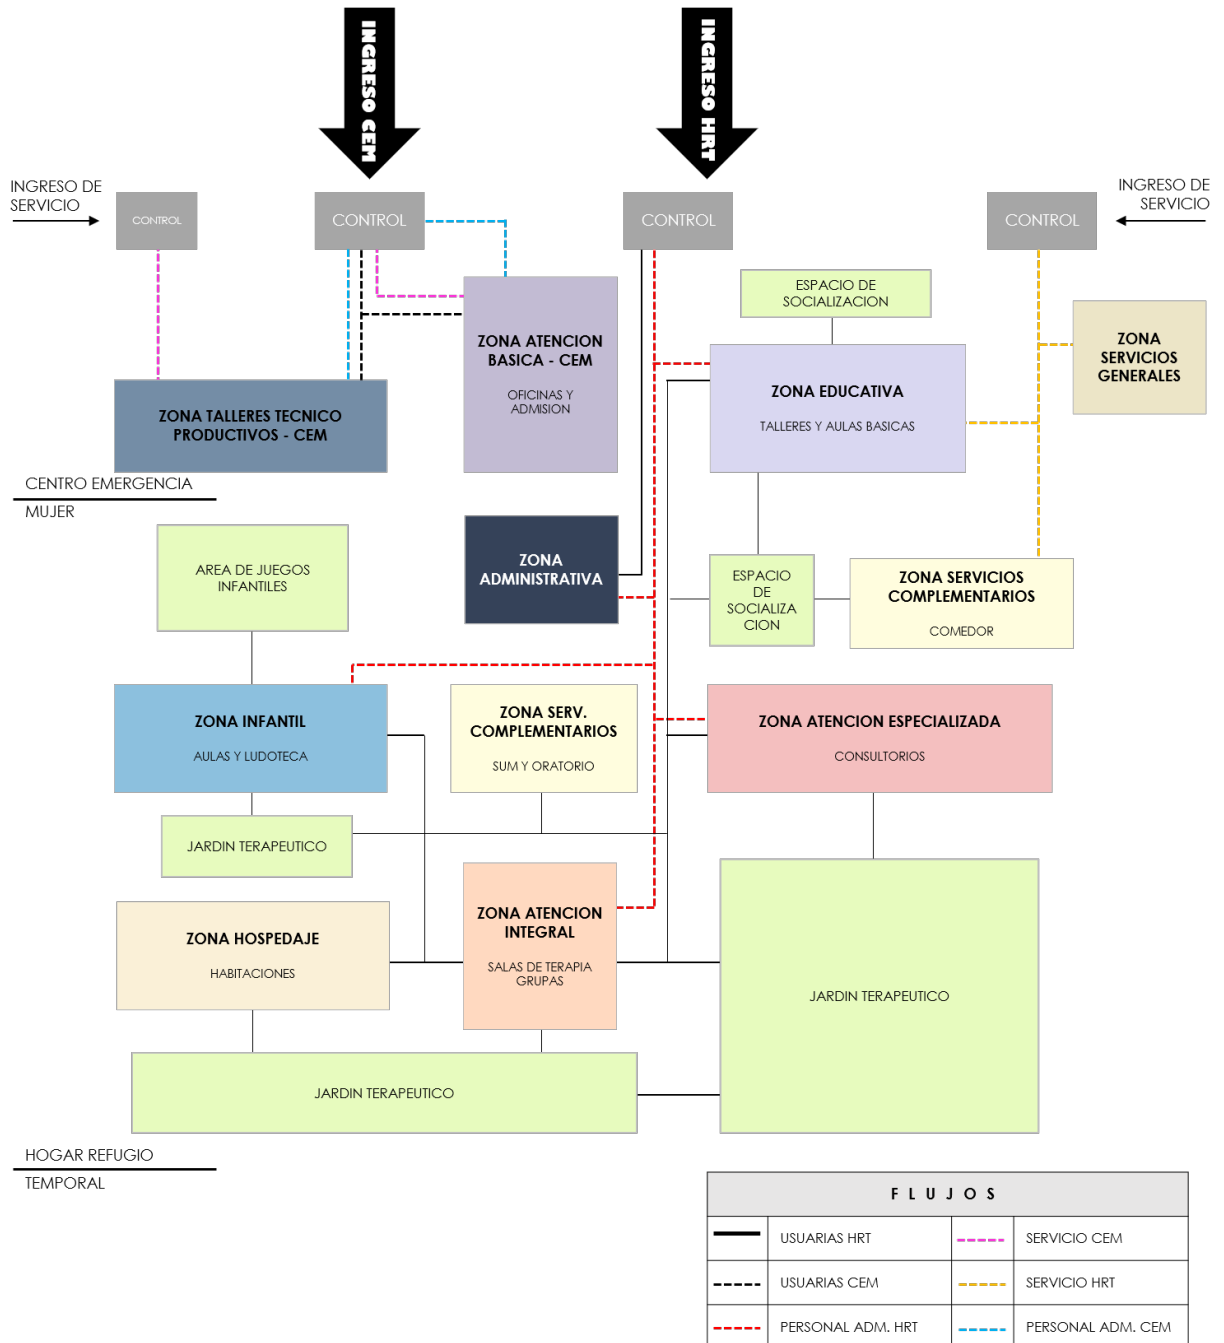 INGRESO CEM
INGRESO HRT
INGRESO DE
SERVICIO
CONTROL
CONTROL
CONTROL
CONTROL
INGRESO DE
SERVICIO
ESPACIO DE
SOCIALIZACION
ZONA ATENCION
BASICA - CEM
OFICINAS Y
ADMISION
ZONA
SERVICIOS
GENERALES
ZONA EDUCATIVA
TALLERES Y AULAS BASICAS
ZONA TALLERES TECNICO
PRODUCTIVOS - CEM
CENTRO EMERGENCIA
MUJER
AREA DE JUEGOS
INFANTILES
ZONA
ADMINISTRATIVA
ESPACIO
DE
SOCIALIZA
CION
ZONA SERVICIOS
COMPLEMENTARIOS
COMEDOR
ZONA INFANTIL
AULAS Y LUDOTECA
ZONA SERV.
COMPLEMENTARIOS
SUM Y ORATORIO
ZONA ATENCION ESPECIALIZADA
CONSULTORIOS
JARDIN TERAPEUTICO
ZONA HOSPEDAJE
HABITACIONES
ZONA ATENCION
INTEGRAL
SALAS DE TERAPIA
GRUPAS
JARDIN TERAPEUTICO
JARDIN TERAPEUTICO
HOGAR REFUGIO
TEMPORAL
FLUJOS
USUARIAS HRT
SERVICIO CEM
USUARIAS CEM
SERVICIO HRT
PERSONAL ADM. HRT
PERSONAL ADM. CEM